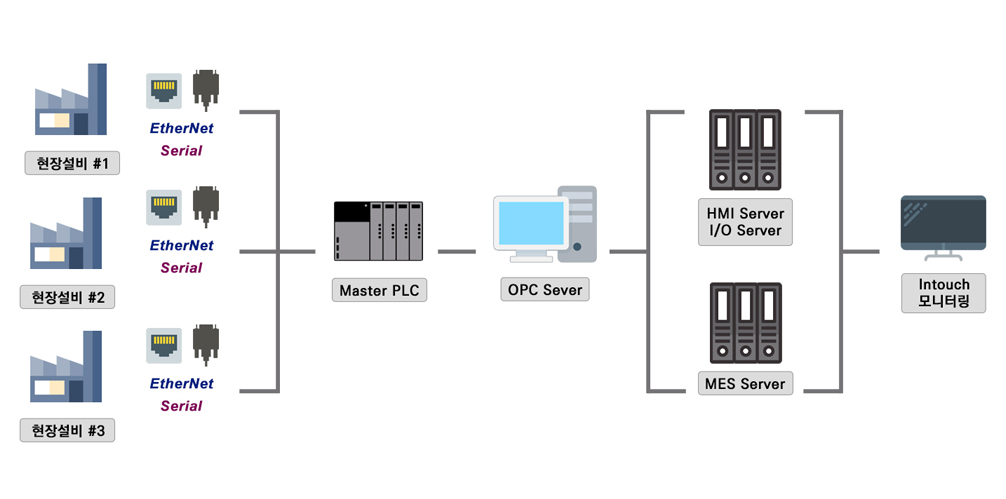 EtherNet
Serial
현장설비 #1
EtherNet
Serial
현장설비 #2
EtherNet
Serial
현장설비 #3
Master PLC
OPC Sever
HMI Server
I/O Server
MES Server
Intouch
모니터링